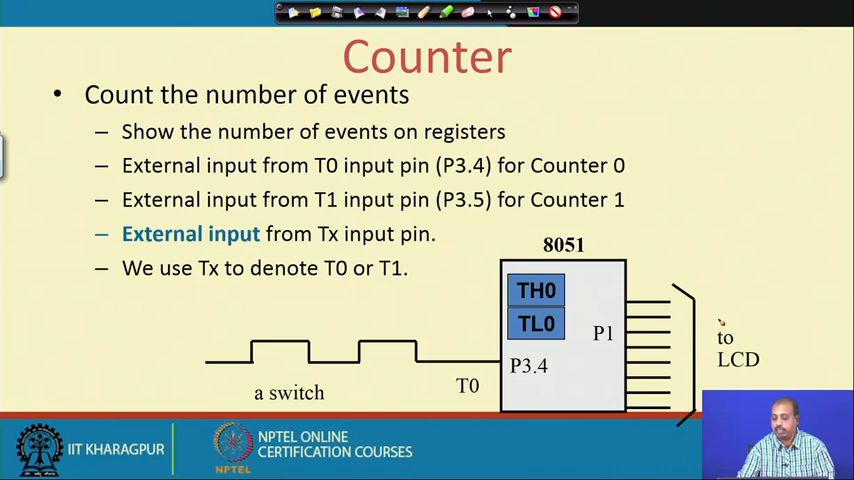 Counter
• Count the number of events
– Show the number of events on registers
– External input from T0 input pin (P3.4) for Counter 0
– External input from T1 input pin (P3.5) for Counter 1
– External input from Tx input pin.
– We use Tx to denote T0 or T1.
8051
TH0
TL0
P1
P3.4
T0
a switch
to
LCD
IIT KHARAGPUR
NPTEL
NPTEL ONLINE
CERTIFICATION COURSES